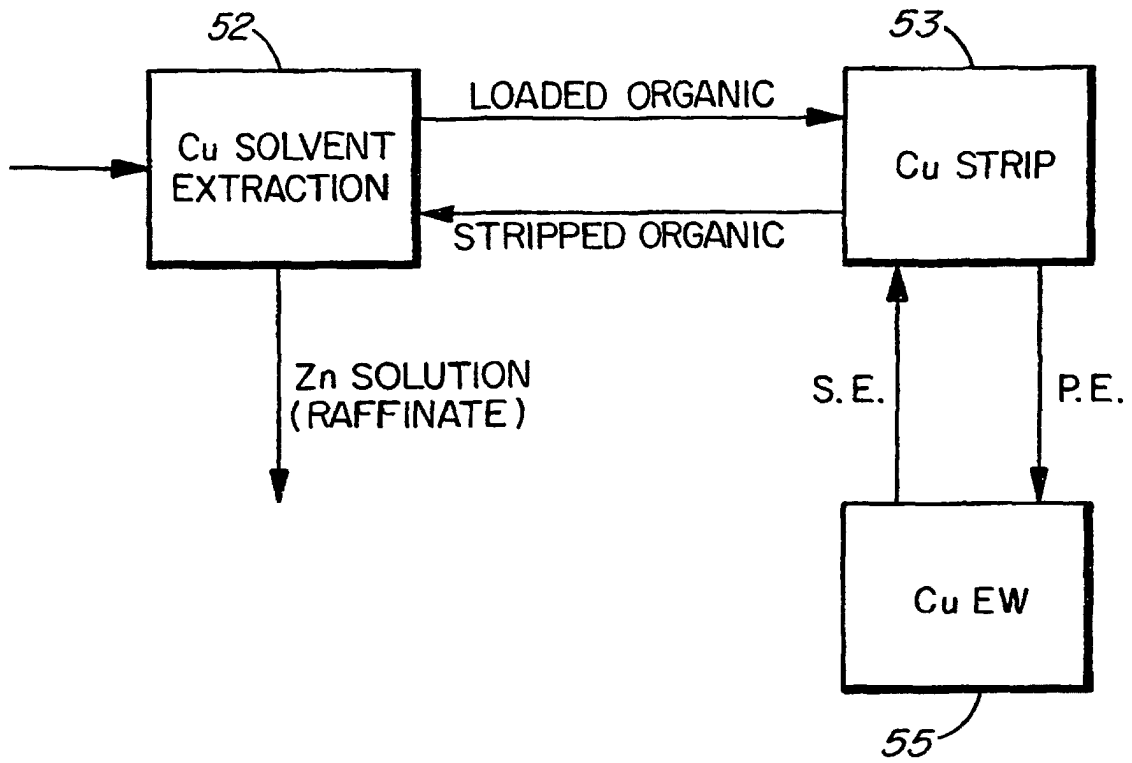 52
53
Cu SOLVENT
EXTRACTION
LOADED ORGANIC
Cu STRIP
STRIPPED ORGANIC
Zn SOLUTION
(RAFFINATE)
S.E.
P.E.
Cu EW
55